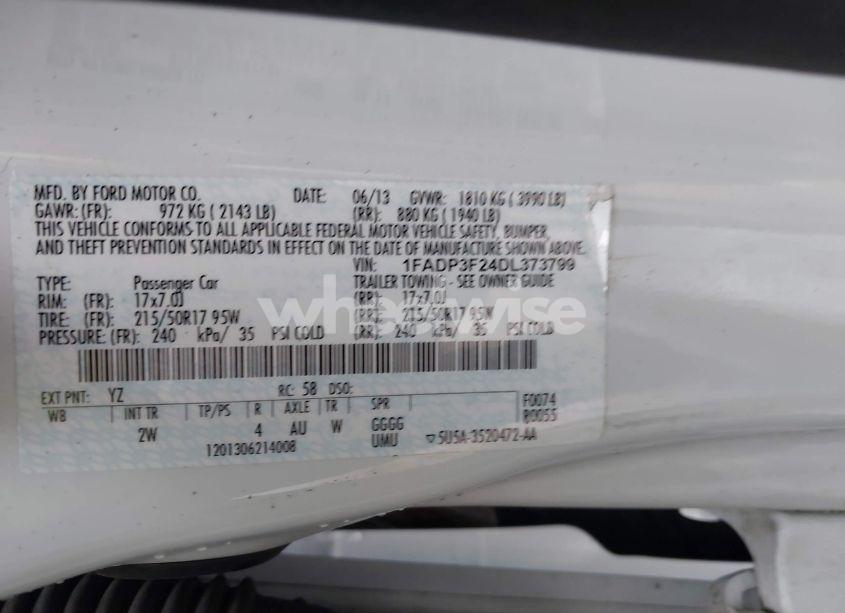 MFD. BY FORD MOTOR CO. DATE: 06/13 GVWR: 1810 KG ( 3990 LB)
GAWR: (FR): 972 KG ( 2143 LB) (RR): 880 KG ( 1940 LB)
THIS VEHICLE CONFORMS TO ALL APPLICABLE FEDERAL MOTOR VEHICLE SAFETY, BUMPER,
AND THEFT PREVENTION STANDARDS IN EFFECT ON THE DATE OF MANUFACTURE SHOWN ABOVE.
VIN: 1FADP3F24DL373799
TYPE: Passenger Car TRAILER TOWING - SEE OWNER GUIDE
RIM: (FR): 17x7.0J (RR): 17x7.0J
wheelwise
TIRE: (FR): 215/50R17 95W (RR): 215/50R17 95W
PRESSURE: (FR): 240 kPa/ 35 PSI COLD (RR): 240 kPa/ 35 PSI COLD
EXT PNT: YZ RC: 58 DSO: F0074
WB INT TR TP/PS R AXLE TR SPR R0055
2W 4 AU W GGGG
1201306214008 UMU ▽5U5A-3520472-AA